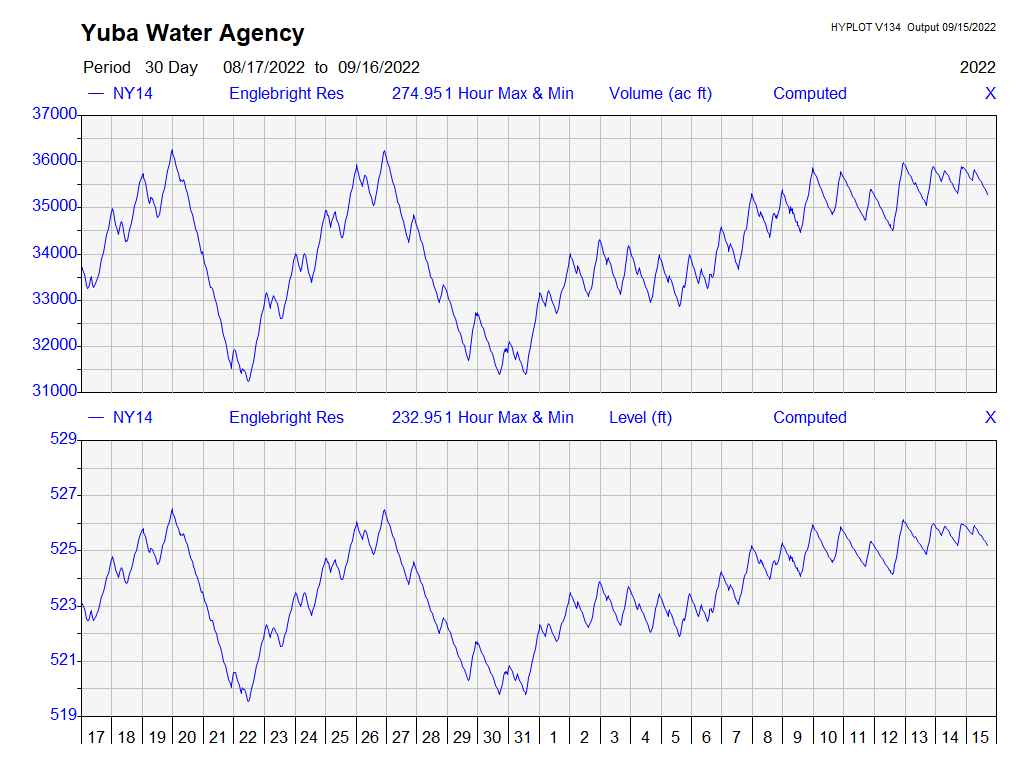 Yuba Water Agency
HYPLOT V134 Output 09/15/2022
Period 30 Day 08/17/2022 to 09/16/2022 2022
NY14 Englebright Res 274.951 Hour Max & Min Volume (ac ft) Computed X
37000
36000
35000
34000
33000
32000
31000
NY14 Englebright Res 232.951 Hour Max & Min Level (ft) Computed X
529
527
525
523
521
519
17 18 19 20 21 22 23 24 25 26 27 28 29 30 31 1 2 3 4 5 6 7 8 9 10 11 12 13 14 15